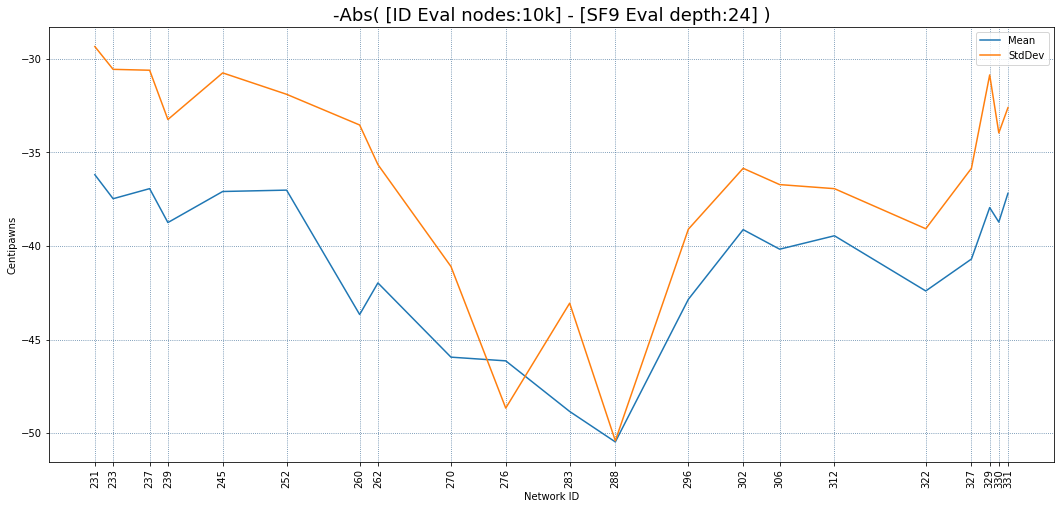 -Abs( [ID Eval nodes:10k] - [SF9 Eval depth:24] )
Mean
StdDev
−30
−35
−40
−45
−50
Centipawns
231 233 237 239 245 252 260 262 270 276 283 288 296 302 306 312 322 327 329 330 331
Network ID